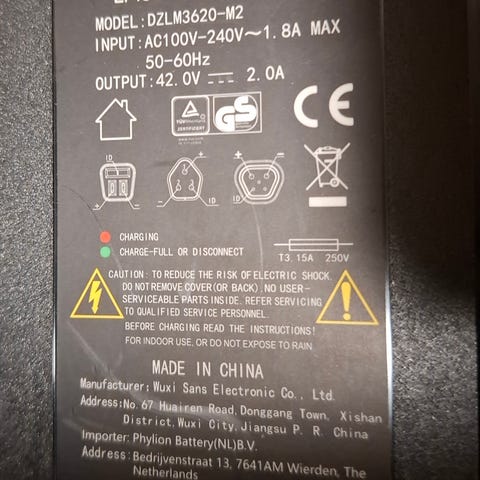 MODEL: DZLM3620-M2
INPUT: AC100V-240V~1.8A MAX
50-60Hz
OUTPUT: 42.0V 2.0A
TÜVRheinland
ZERTIFIZIERT
GS
CE
ID + -
- + ID
+ - ID
CHARGING
CHARGE-FULL OR DISCONNECT
T3.15A 250V
CAUTION: TO REDUCE THE RISK OF ELECTRIC SHOCK,
DO NOT REMOVE COVER (OR BACK), NO USER-
SERVICEABLE PARTS INSIDE. REFER SERVICING
TO QUALIFIED SERVICE PERSONNEL.
BEFORE CHARGING READ THE INSTRUCTIONS!
FOR INDOOR USE, OR DO NOT EXPOSE TO RAIN
MADE IN CHINA
Manufacturer: Wuxi Sans Electronic Co., Ltd.
Address: No. 67 Huairen Road, Donggang Town, Xishan
District, Wuxi City, Jiangsu P. R. China
Importer: Phylion Battery(NL)B.V.
Address: Bedrijvenstraat 13, 7641AM Wierden, The
Netherlands